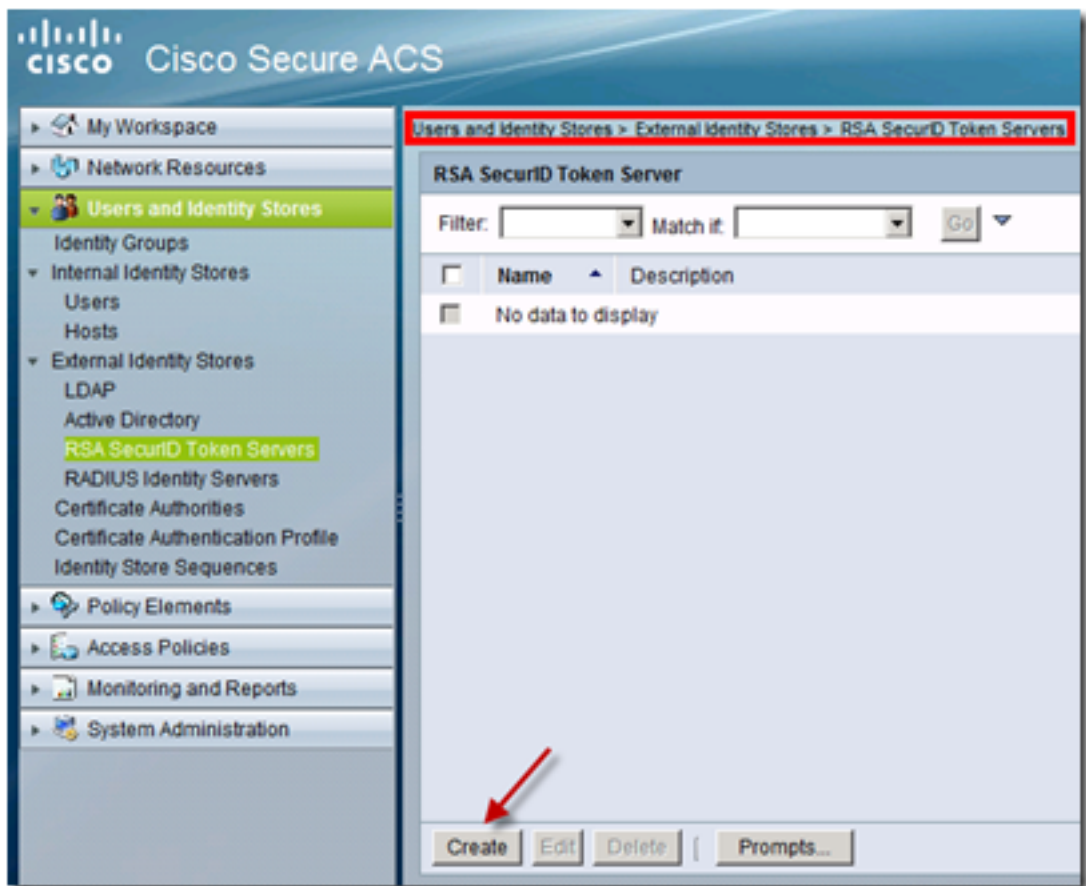 CISCO Cisco Secure ACS
My Workspace
Network Resources
Users and Identity Stores
Identity Groups
Internal Identity Stores
Users
Hosts
External Identity Stores
LDAP
Active Directory
RSA SecurID Token Servers
RADIUS Identity Servers
Certificate Authorities
Certificate Authentication Profile
Identity Store Sequences
Policy Elements
Access Policies
Monitoring and Reports
System Administration
Users and Identity Stores > External Identity Stores > RSA SecurID Token Servers
RSA SecurID Token Server
Filter: Match if: Go
Name Description
No data to display
Create Edit Delete | Prompts...